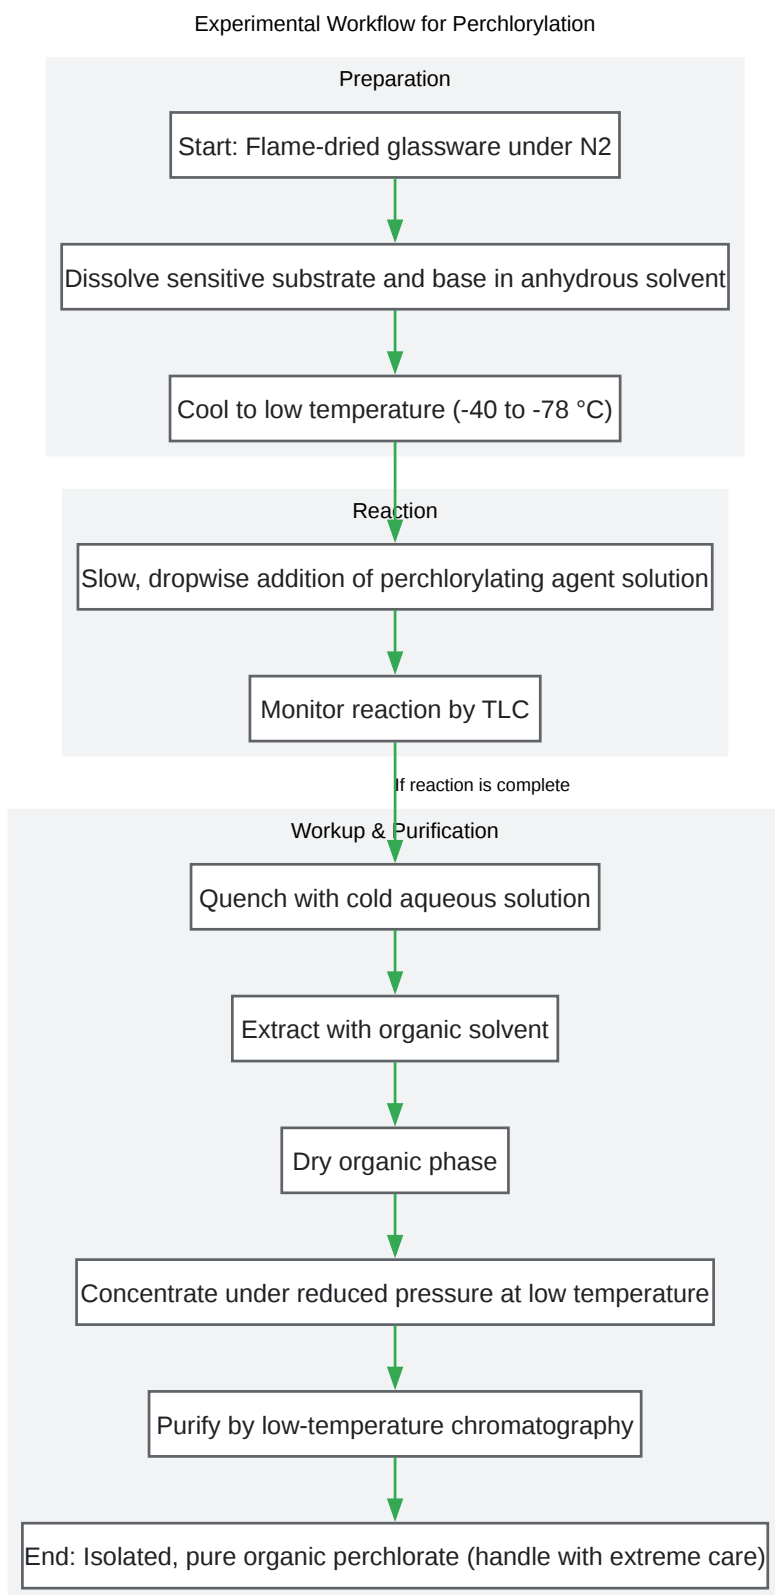 Experimental Workflow for Perchlorylation
Preparation
Start: Flame-dried glassware under N2
Dissolve sensitive substrate and base in anhydrous solvent
Cool to low temperature (-40 to -78 °C)
Reaction
Slow, dropwise addition of perchlorylating agent solution
Monitor reaction by TLC
If reaction is complete
Workup & Purification
Quench with cold aqueous solution
Extract with organic solvent
Dry organic phase
Concentrate under reduced pressure at low temperature
Purify by low-temperature chromatography
End: Isolated, pure organic perchlorate (handle with extreme care)